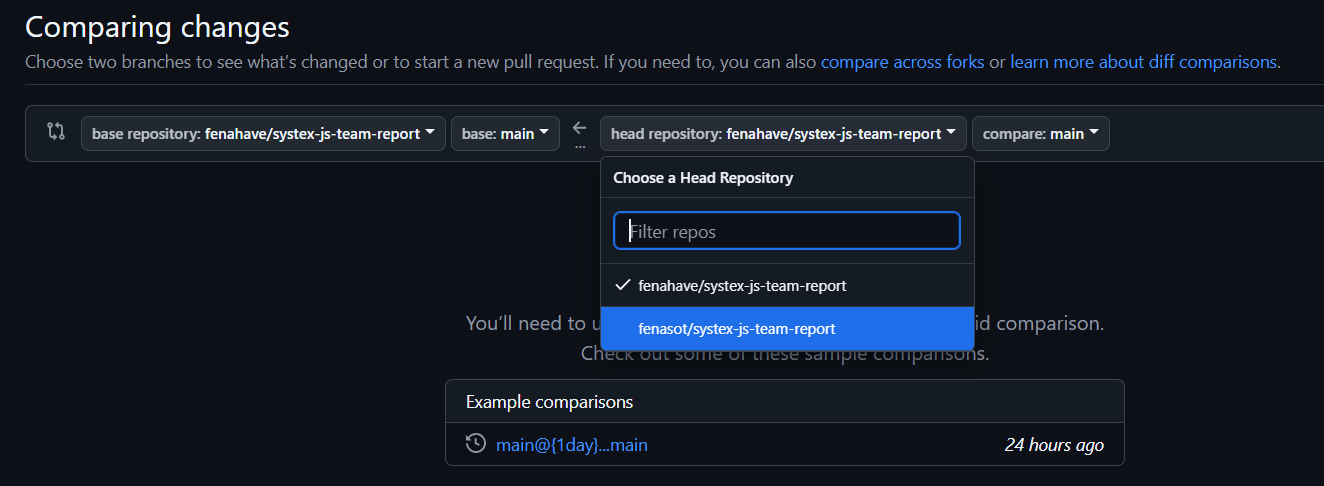 Comparing changes
Choose two branches to see what's changed or to start a new pull request. If you need to, you can also compare across forks or learn more about diff comparisons.
base repository: fenahave/systex-js-team-report base: main ... head repository: fenahave/systex-js-team-report compare: main
Choose a Head Repository
Filter repos
fenahave/systex-js-team-report
fenasot/systex-js-team-report
You'll need to u id comparison.
Check out some of these sample comparisons.
Example comparisons
main@{1day}...main 24 hours ago